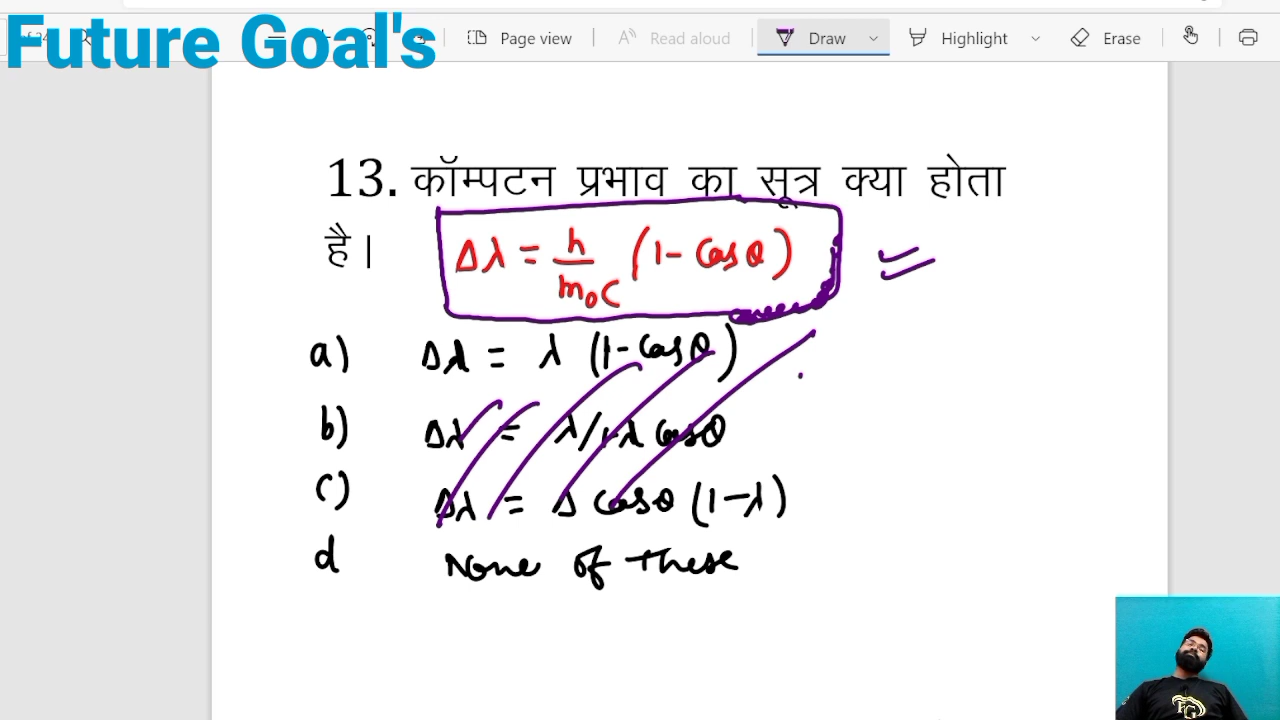 Future Goal's
Page view
Read aloud
Draw
Highlight
Erase
13. कॉम्पटन प्रभाव का सूत्र क्या होता
है।
Δλ = h/m₀c (1 - Cosθ)
a) Δλ = λ (1 - Cosθ)
b) Δλ = λ/1-λ Cosθ
c) Δλ = Δ Cosθ (1-λ)
d None of these
FG